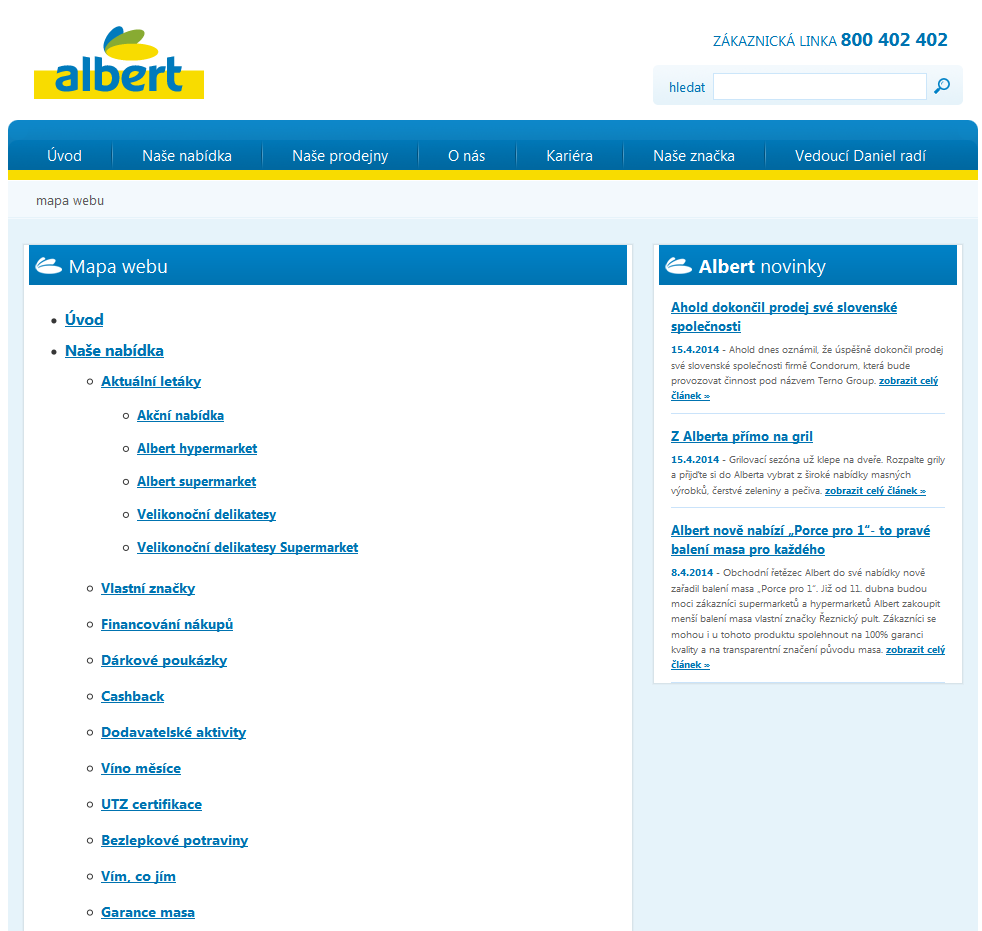 albert
ZÁKAZNICKÁ LINKA 800 402 402
hledat
Úvod
Naše nabídka
Naše prodejny
O nás
Kariéra
Naše značka
Vedoucí Daniel radí
mapa webu
Mapa webu
Úvod
Naše nabídka
Aktuální letáky
Akční nabídka
Albert hypermarket
Albert supermarket
Velikonoční delikatesy
Velikonoční delikatesy Supermarket
Vlastní značky
Financování nákupů
Dárkové poukázky
Cashback
Dodavatelské aktivity
Víno měsíce
UTZ certifikace
Bezlepkové potraviny
Vím, co jím
Garance masa
Albert novinky
Ahold dokončil prodej své slovenské
společnosti
15.4.2014 - Ahold dnes oznámil, že úspěšně dokončil prodej
své slovenské společnosti firmě Condorum, která bude
provozovat činnost pod názvem Terno Group. zobrazit celý
článek »
Z Alberta přímo na gril
15.4.2014 - Grilovací sezóna už klepe na dveře. Rozpalte grily
a přijďte si do Alberta vybrat z široké nabídky masných
výrobků, čerstvé zeleniny a pečiva. zobrazit celý článek »
Albert nově nabízí „Porce pro 1“- to pravé
balení masa pro každého
8.4.2014 - Obchodní řetězec Albert do své nabídky nově
zařadil balení masa „Porce pro 1“. Již od 11. dubna budou
moci zákazníci supermarketů a hypermarketů Albert zakoupit
menší balení masa vlastní značky Řeznický pult. Zákazníci se
mohou i u tohoto produktu spolehnout na 100% garanci
kvality a na transparentní značení původu masa. zobrazit celý
článek »